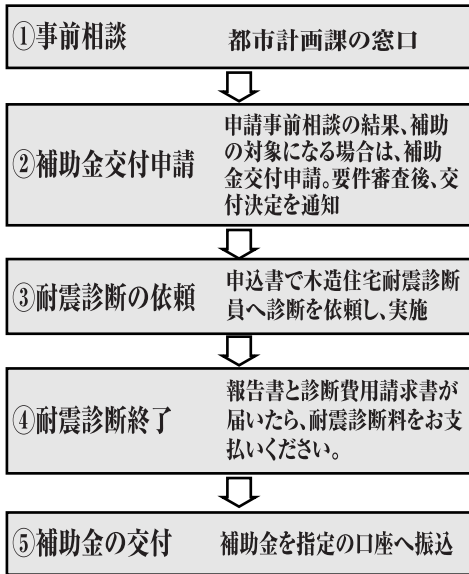 ①事前相談 都市計画課の窓口
②補助金交付申請
申請事前相談の結果、補助
の対象になる場合は、補助
金交付申請。要件審査後、交
付決定を通知
③耐震診断の依頼
申込書で木造住宅耐震診断
員へ診断を依頼し、実施
④耐震診断終了
報告書と診断費用請求書が
届いたら、耐震診断料をお支
払いください。
⑤補助金の交付 補助金を指定の口座へ振込